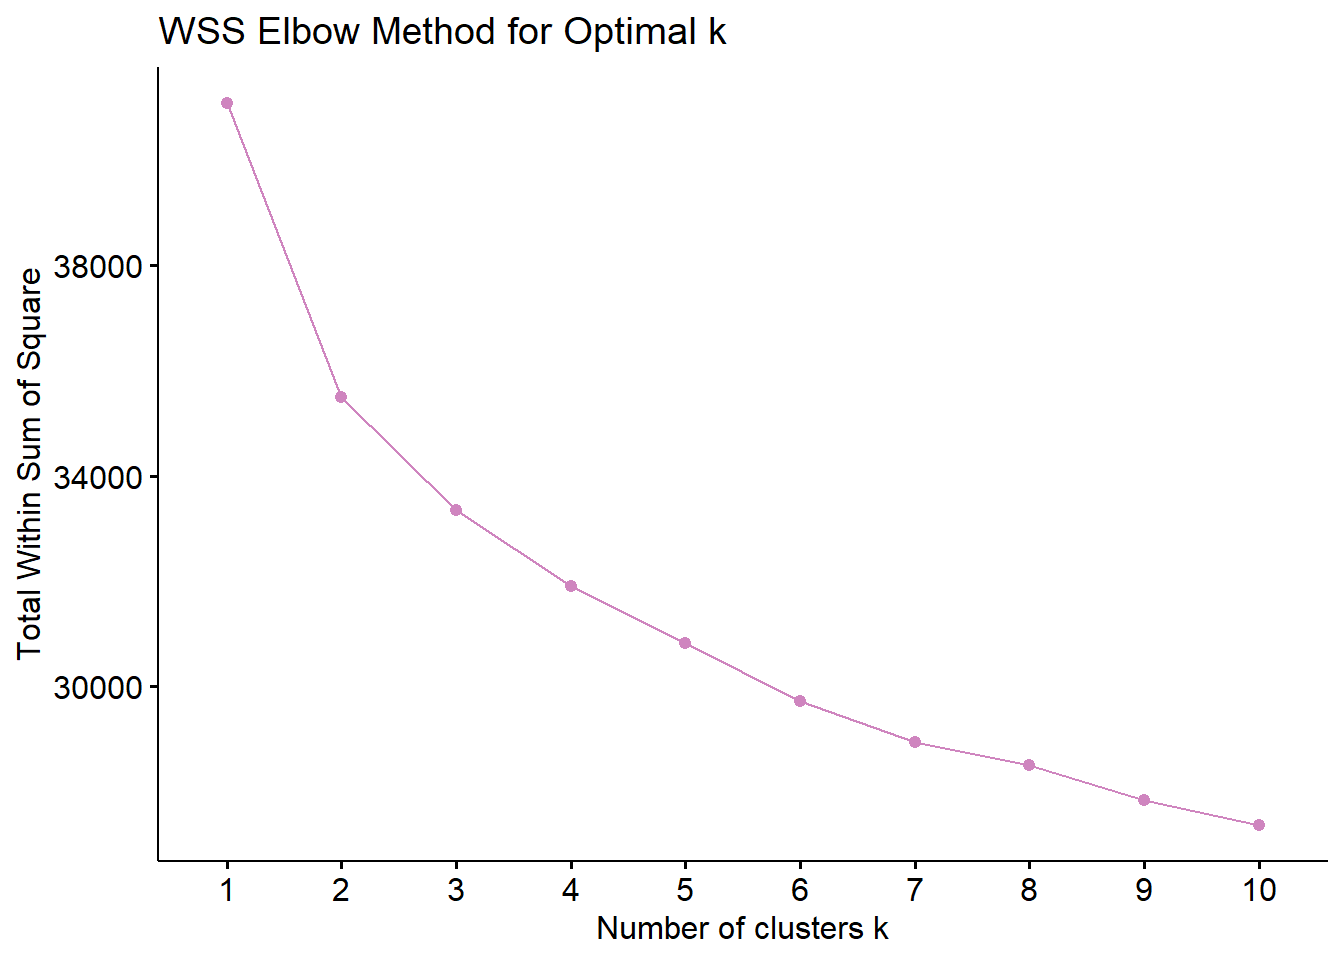 WSS Elbow Method for Optimal k
Total Within Sum of Square
38000
34000
30000
1 2 3 4 5 6 7 8 9 10
Number of clusters k